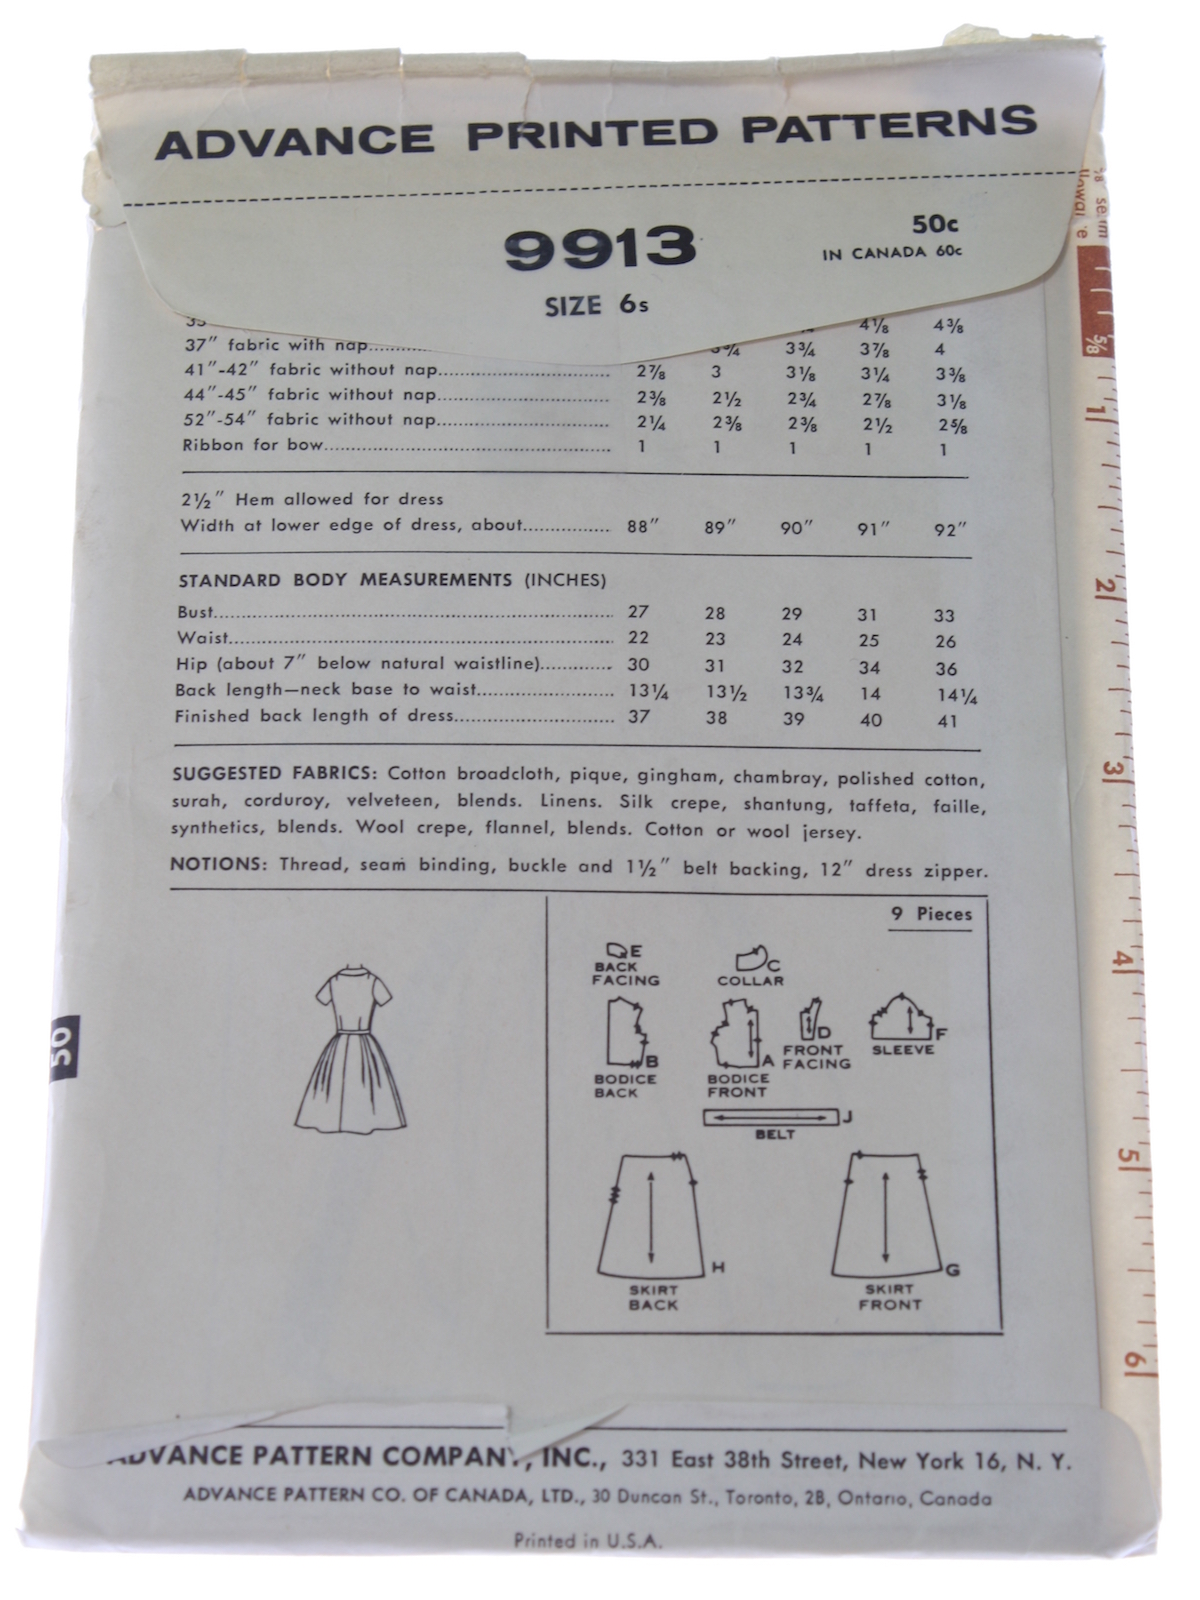 ADVANCE PRINTED PATTERNS
9913
50c
IN CANADA 60c
SIZE 6s
4⅛ 4⅜
37" fabric with nap.......... 3¾ 3⅞ 4
41"-42" fabric without nap.......... 2⅞ 3 3⅛ 3¼ 3⅜
44"-45" fabric without nap.......... 2⅜ 2½ 2¾ 2⅞ 3⅛
52"-54" fabric without nap.......... 2¼ 2⅜ 2⅜ 2½ 2⅝
Ribbon for bow.......... 1 1 1 1 1
2½" Hem allowed for dress
Width at lower edge of dress, about.......... 88" 89" 90" 91" 92"
STANDARD BODY MEASUREMENTS (INCHES)
Bust.......... 27 28 29 31 33
Waist.......... 22 23 24 25 26
Hip (about 7" below natural waistline).......... 30 31 32 34 36
Back length—neck base to waist.......... 13¼ 13½ 13¾ 14 14¼
Finished back length of dress.......... 37 38 39 40 41
SUGGESTED FABRICS: Cotton broadcloth, pique, gingham, chambray, polished cotton,
surah, corduroy, velveteen, blends. Linens. Silk crepe, shantung, taffeta, faille,
synthetics, blends. Wool crepe, flannel, blends. Cotton or wool jersey.
NOTIONS: Thread, seam binding, buckle and 1½" belt backing, 12" dress zipper.
9 Pieces
E
BACK
FACING
C
COLLAR
B
BODICE
BACK
A
BODICE
FRONT
D
FRONT
FACING
F
SLEEVE
J
BELT
H
SKIRT
BACK
G
SKIRT
FRONT
50
⅝
1
2
3
4
5
6
ADVANCE PATTERN COMPANY, INC., 331 East 38th Street, New York 16, N. Y.
ADVANCE PATTERN CO. OF CANADA, LTD., 30 Duncan St., Toronto, 2B, Ontario, Canada
Printed in U.S.A.